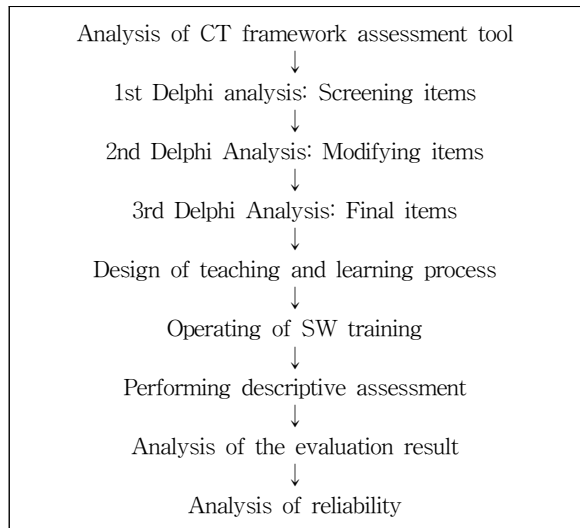 Analysis of CT framework assessment tool
↓
1st Delphi analysis: Screening items
↓
2nd Delphi Analysis: Modifying items
↓
3rd Delphi Analysis: Final items
↓
Design of teaching and learning process
↓
Operating of SW training
↓
Performing descriptive assessment
↓
Analysis of the evaluation result
↓
Analysis of reliability